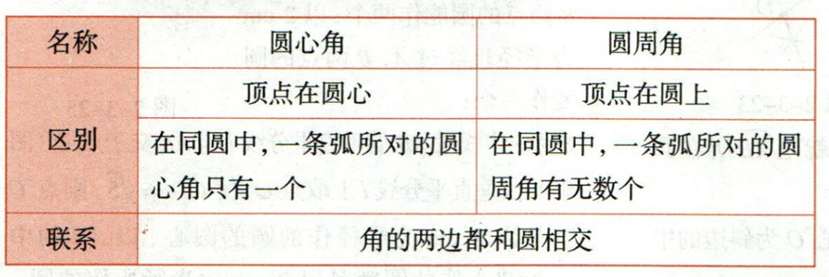 名称 圆心角 圆周角
顶点在圆心 顶点在圆上
区别 在同圆中，一条弧所对的圆心角只有一个 在同圆中，一条弧所对的圆周角有无数个
联系 角的两边都和圆相交